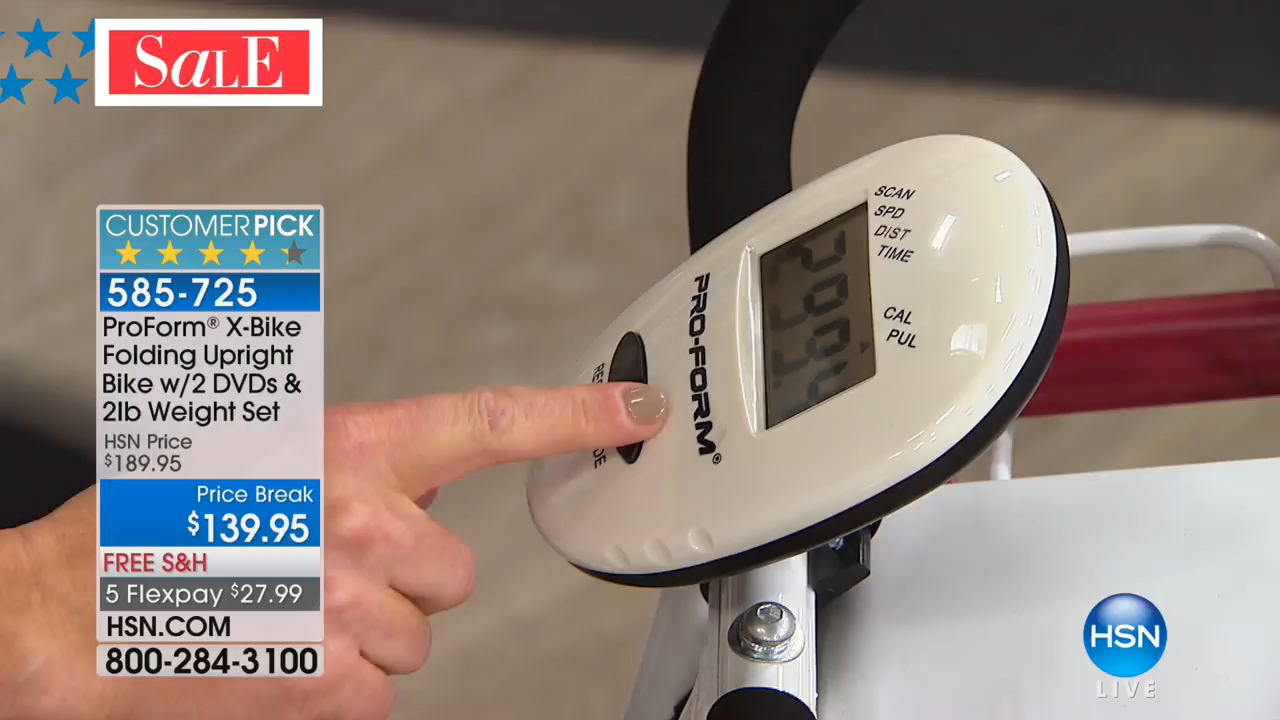 SALE
CUSTOMER PICK
585-725
ProForm® X-Bike
Folding Upright
Bike w/2 DVDs &
2lb Weight Set
HSN Price
$189.95
Price Break
$139.95
FREE S&H
5 Flexpay $27.99
HSN.COM
800-284-3100
SCAN
SPD
DIST
TIME
CAL
PUL
PRO-FORM®
HSN
LIVE